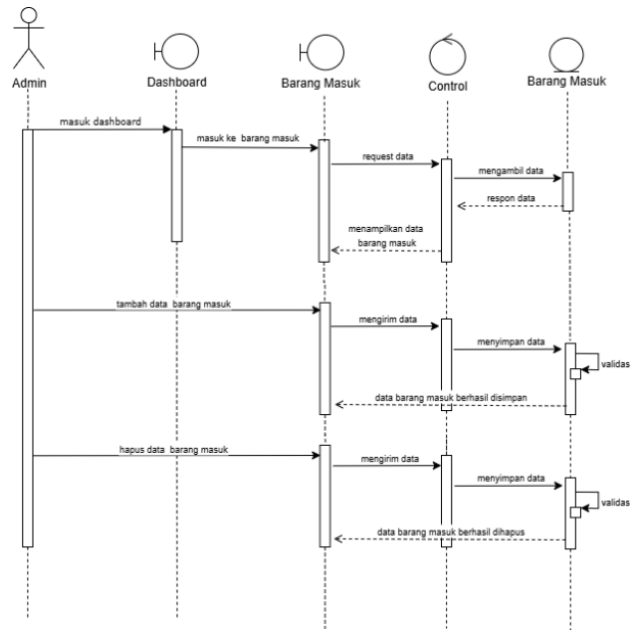 Admin
Dashboard
Barang Masuk
Control
Barang Masuk
masuk dashboard
masuk ke barang masuk
request data
mengambil data
respon data
menampilkan data
barang masuk
tambah data barang masuk
mengirim data
menyimpan data
validas
data barang masuk berhasil disimpan
hapus data barang masuk
mengirim data
menyimpan data
validas
data barang masuk berhasil dihapus